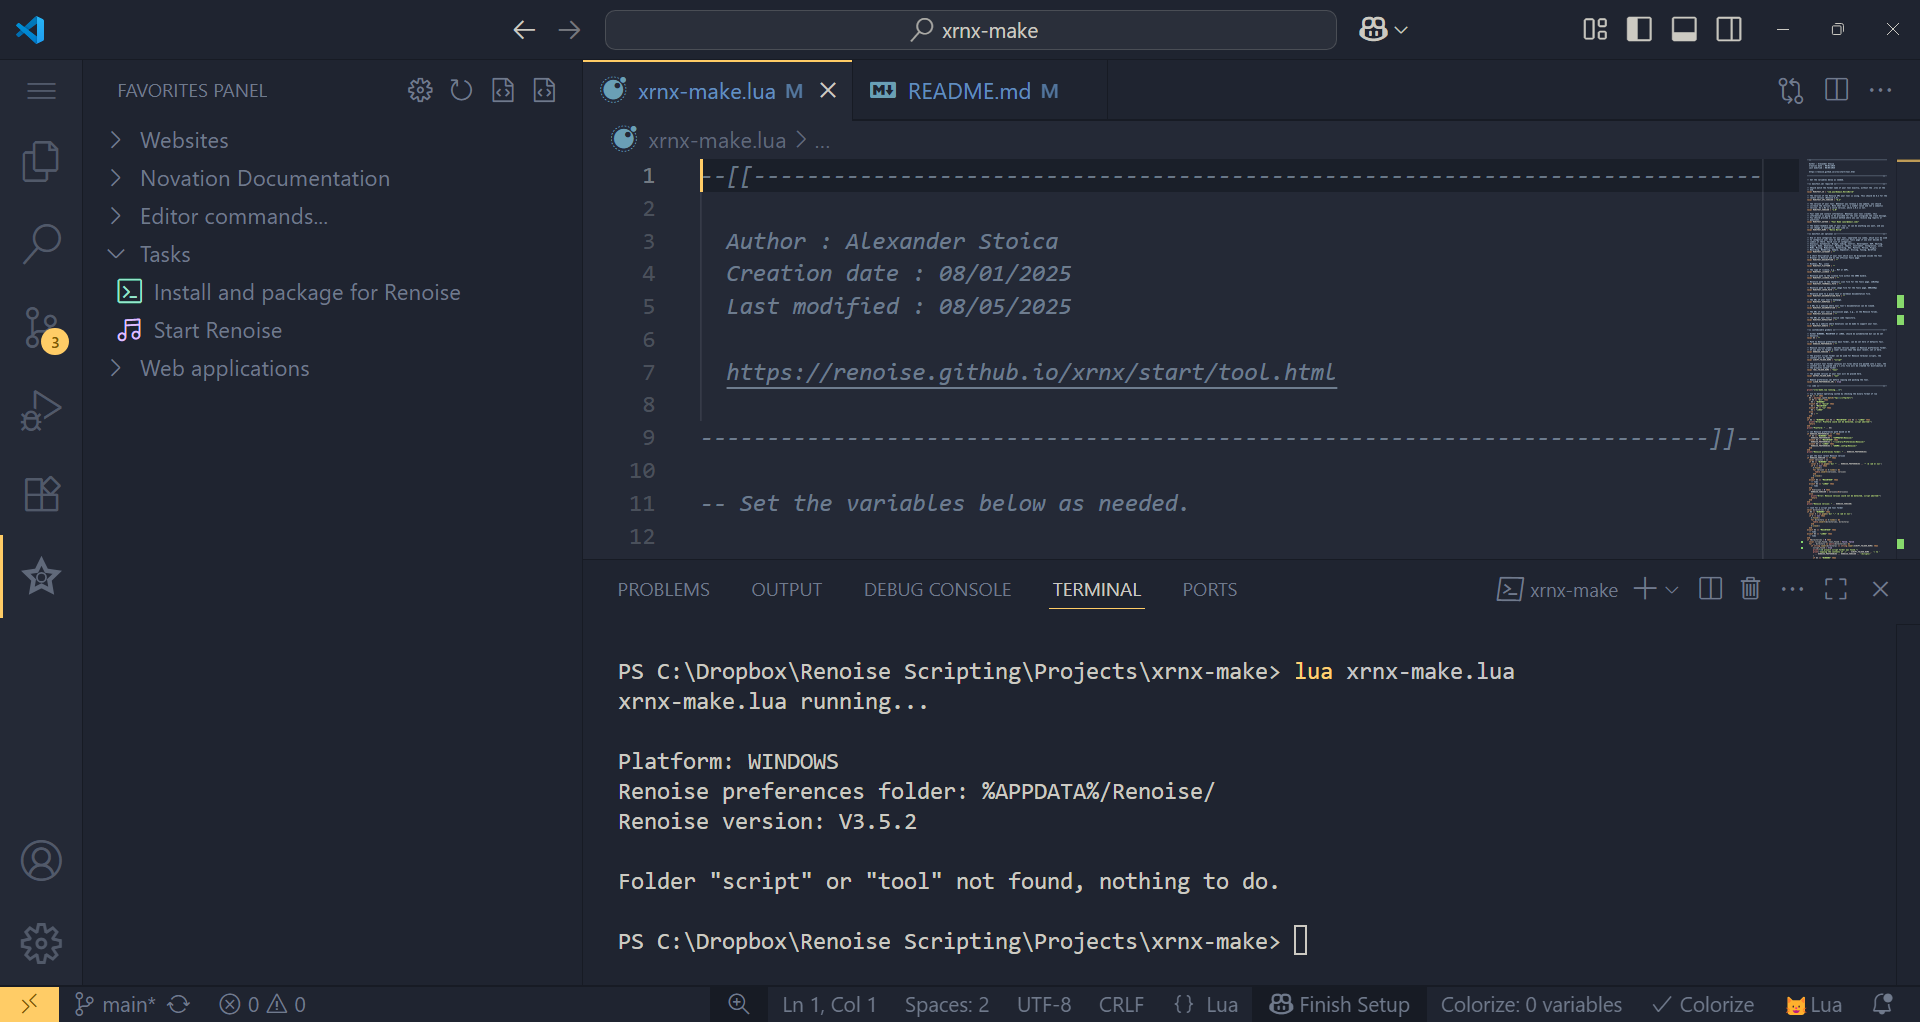 xrnx-make
FAVORITES PANEL
Websites
Novation Documentation
Editor commands...
Tasks
Install and package for Renoise
Start Renoise
Web applications
3
xrnx-make.lua M
README.md M
xrnx-make.lua > ...
1 --[[----------------------------------------------------------------------------
2
3 Author : Alexander Stoica
4 Creation date : 08/01/2025
5 Last modified : 08/05/2025
6
7 https://renoise.github.io/xrnx/start/tool.html
8
9 ----------------------------------------------------------------------------]]--
10
11 -- Set the variables below as needed.
12
PROBLEMS OUTPUT DEBUG CONSOLE TERMINAL PORTS xrnx-make
PS C:\Dropbox\Renoise Scripting\Projects\xrnx-make> lua xrnx-make.lua
xrnx-make.lua running...
Platform: WINDOWS
Renoise preferences folder: %APPDATA%/Renoise/
Renoise version: V3.5.2
Folder "script" or "tool" not found, nothing to do.
PS C:\Dropbox\Renoise Scripting\Projects\xrnx-make>
main* 0 0 Ln 1, Col 1 Spaces: 2 UTF-8 CRLF {} Lua Finish Setup Colorize: 0 variables Colorize Lua